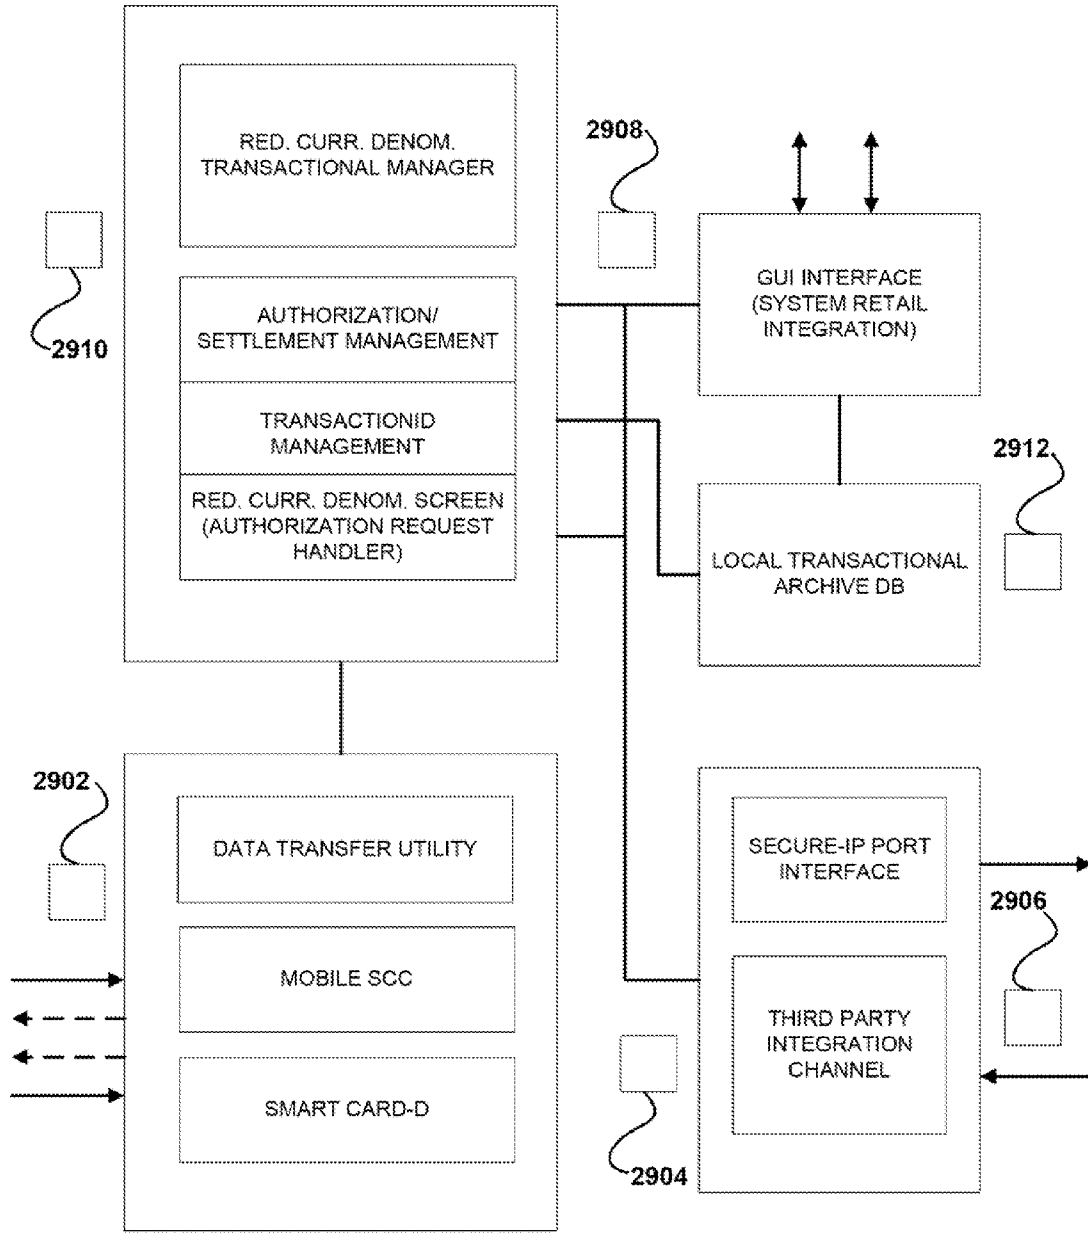 RED. CURR. DENOM.
TRANSACTIONAL MANAGER
2908
2910
AUTHORIZATION/
SETTLEMENT MANAGEMENT
TRANSACTIONID
MANAGEMENT
RED. CURR. DENOM. SCREEN
(AUTHORIZATION REQUEST
HANDLER)
GUI INTERFACE
(SYSTEM RETAIL
INTEGRATION)
2912
LOCAL TRANSACTIONAL
ARCHIVE DB
2902
DATA TRANSFER UTILITY
MOBILE SCC
SMART CARD-D
SECURE-IP PORT
INTERFACE
2906
THIRD PARTY
INTEGRATION
CHANNEL
2904